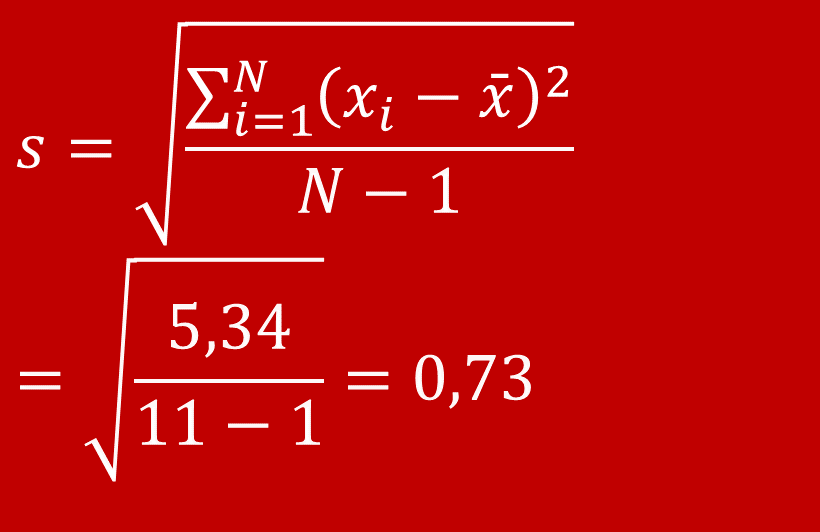 s = √(∑ᵢ₌₁ᴺ(xᵢ − x̄)² / (N − 1))
= √(5,34 / (11 − 1)) = 0,73